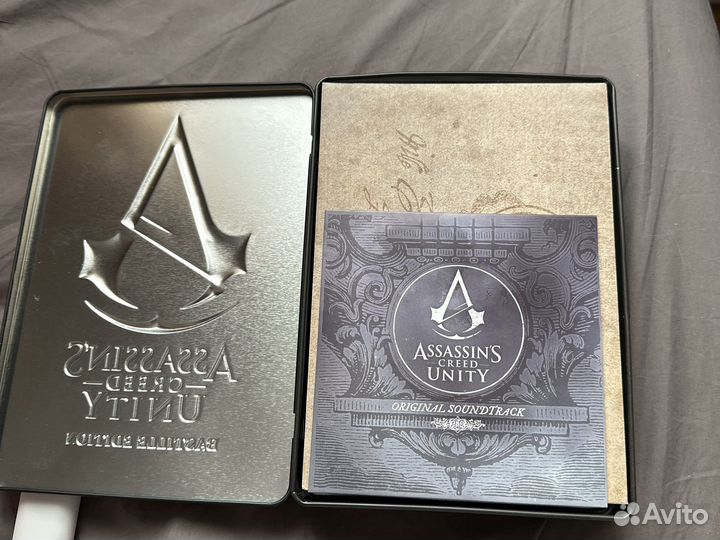 ASSASSIN'S
CREED
UNITY
BASTILLE EDITION
ASSASSIN'S
CREED
UNITY
ORIGINAL SOUNDTRACK
Avito